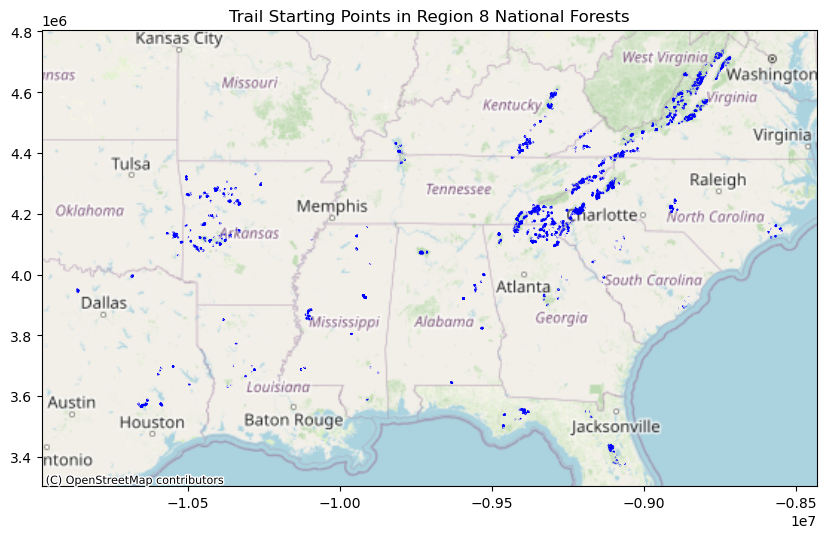 Trail Starting Points in Region 8 National Forests
1e6
4.8
4.6
4.4
4.2
4.0
3.8
3.6
3.4
Kansas City
West Virginia
Washington
nsas
Missouri
Kentucky
Virginia
Virginia
Tulsa
Raleigh
Oklahoma
Tennessee
Memphis
Charlotte
North Carolina
Arkansas
Atlanta
South Carolina
Dallas
Mississippi
Alabama
Georgia
Louisiana
Austin
Houston
Baton Rouge
Jacksonville
ntonio
(C) OpenStreetMap contributors
−1.05
−1.00
−0.95
−0.90
−0.85
1e7